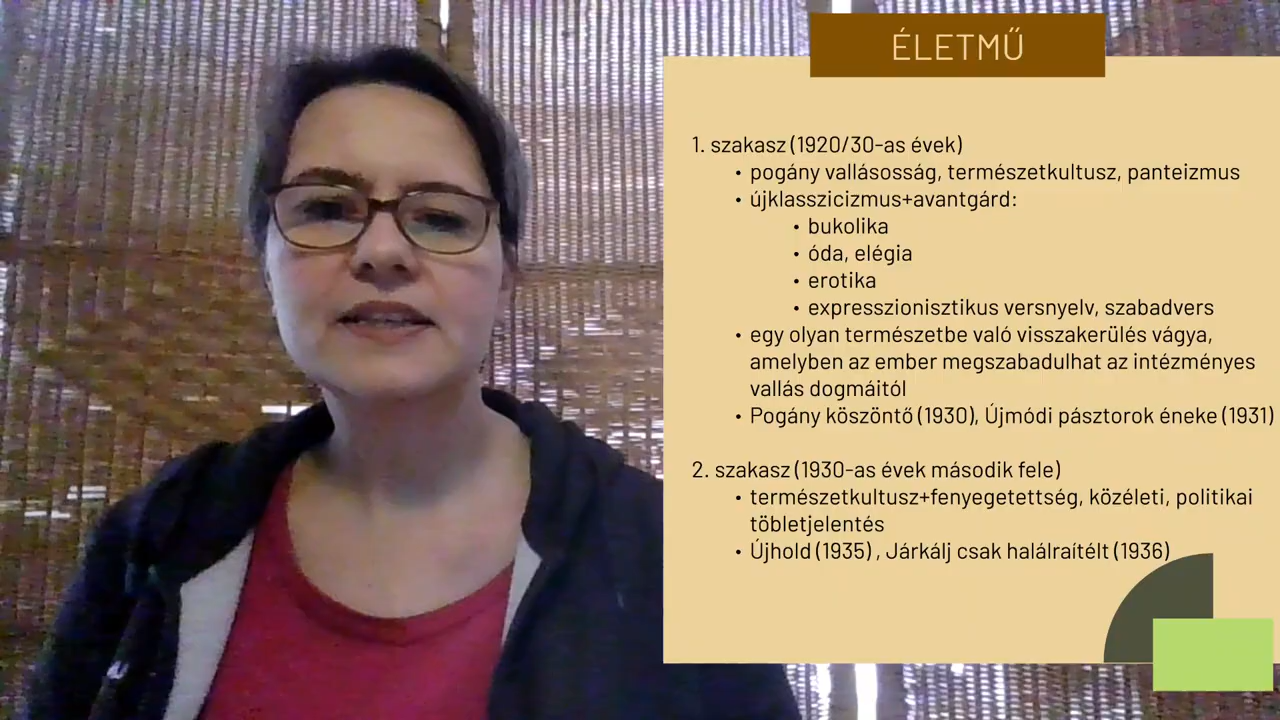 ÉLETMŰ
1. szakasz (1920/30-as évek)
• pogány vallásosság, természetkultusz, panteizmus
• újklasszicizmus+avantgárd:
• bukolika
• óda, elégia
• erotika
• expresszionisztikus versnyelv, szabadvers
• egy olyan természetbe való visszakerülés vágya,
amelyben az ember megszabadulhat az intézményes
vallás dogmáitól
• Pogány köszöntő (1930), Újmódi pásztorok éneke (1931)
2. szakasz (1930-as évek második fele)
• természetkultusz+fenyegetettség, közéleti, politikai
töbletjelentés
• Újhold (1935) , Járkálj csak halálraítélt (1936)